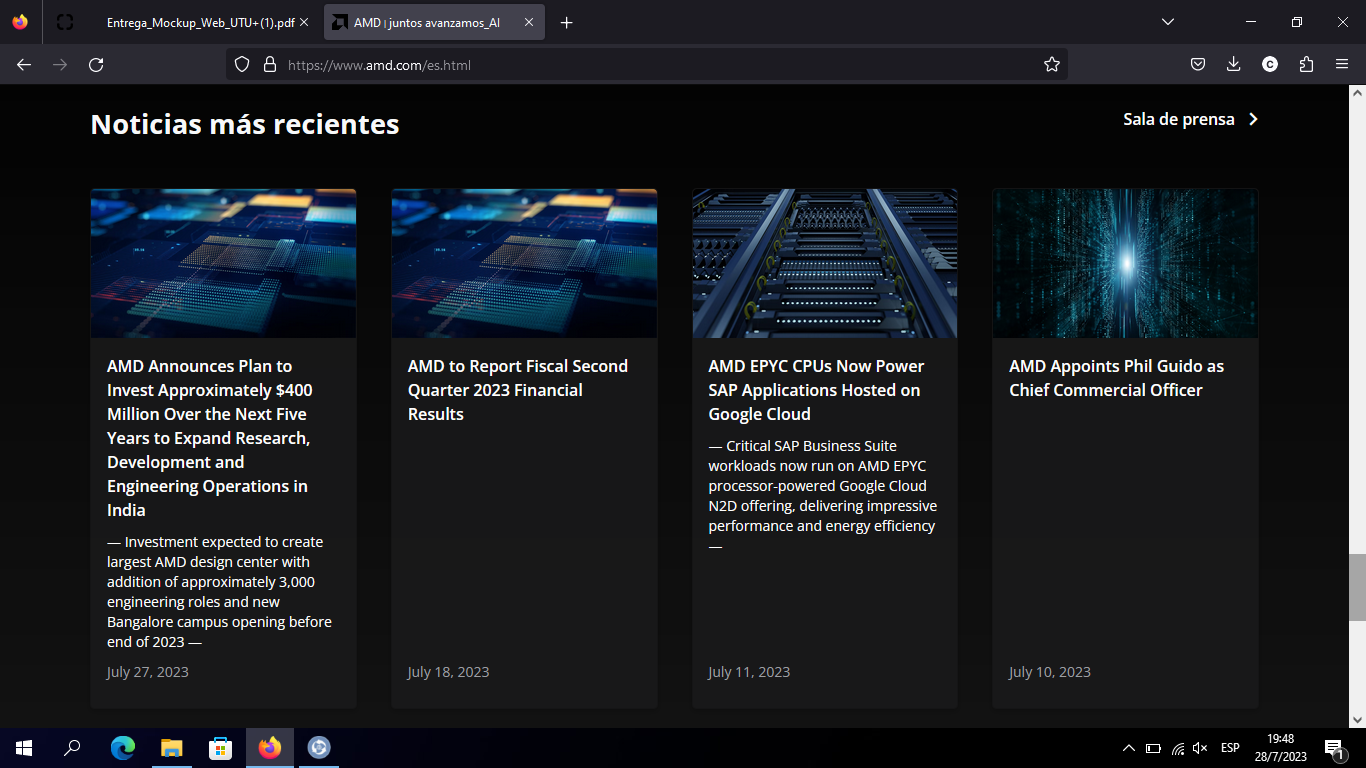 Entrega_Mockup_Web_UTU+(1).pdf
AMD | juntos avanzamos_AI
https://www.amd.com/es.html
Noticias más recientes
Sala de prensa
AMD Announces Plan to
Invest Approximately $400
Million Over the Next Five
Years to Expand Research,
Development and
Engineering Operations in
India
— Investment expected to create
largest AMD design center with
addition of approximately 3,000
engineering roles and new
Bangalore campus opening before
end of 2023 —
July 27, 2023
AMD to Report Fiscal Second
Quarter 2023 Financial
Results
July 18, 2023
AMD EPYC CPUs Now Power
SAP Applications Hosted on
Google Cloud
— Critical SAP Business Suite
workloads now run on AMD EPYC
processor-powered Google Cloud
N2D offering, delivering impressive
performance and energy efficiency
—
July 11, 2023
AMD Appoints Phil Guido as
Chief Commercial Officer
July 10, 2023
ESP
19:48
28/7/2023
1